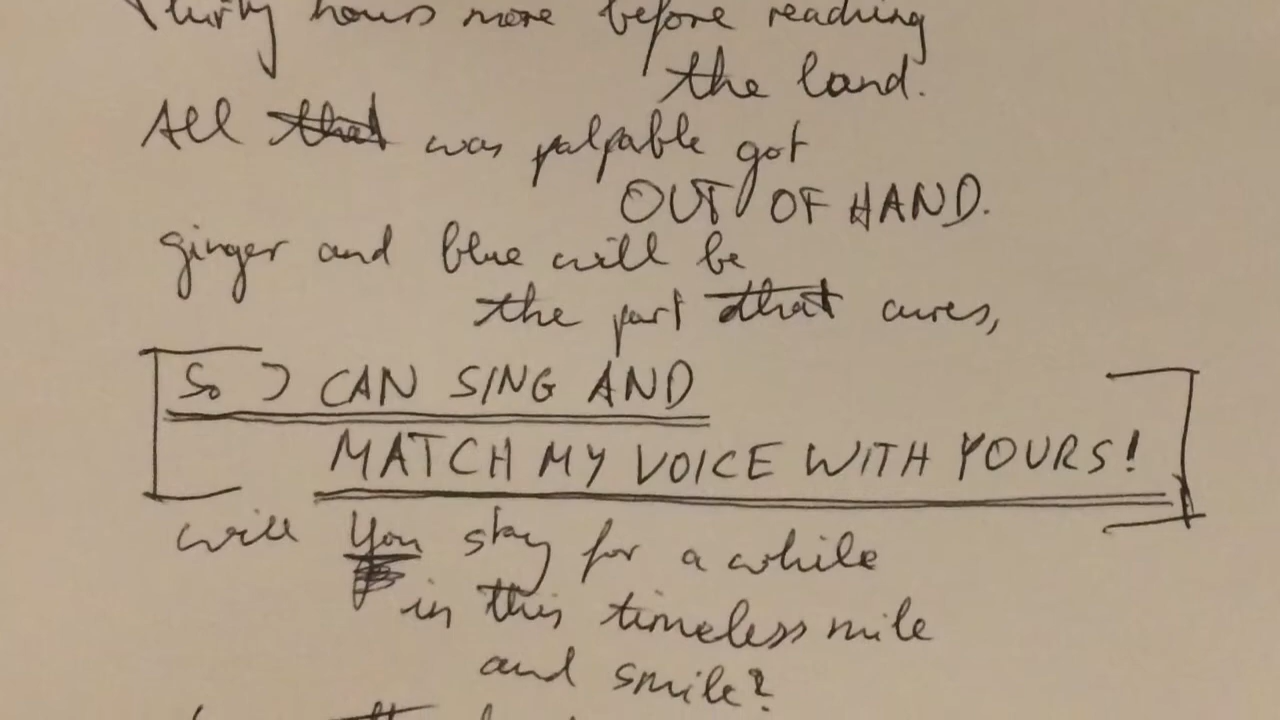 Thirty hours more before reaching
the land.
All that was palpable got
OUT OF HAND.
ginger and blue will be
the part that cures,
So I CAN SING AND
MATCH MY VOICE WITH YOURS!
will You stay for a while
in this timeless mile
and smile?